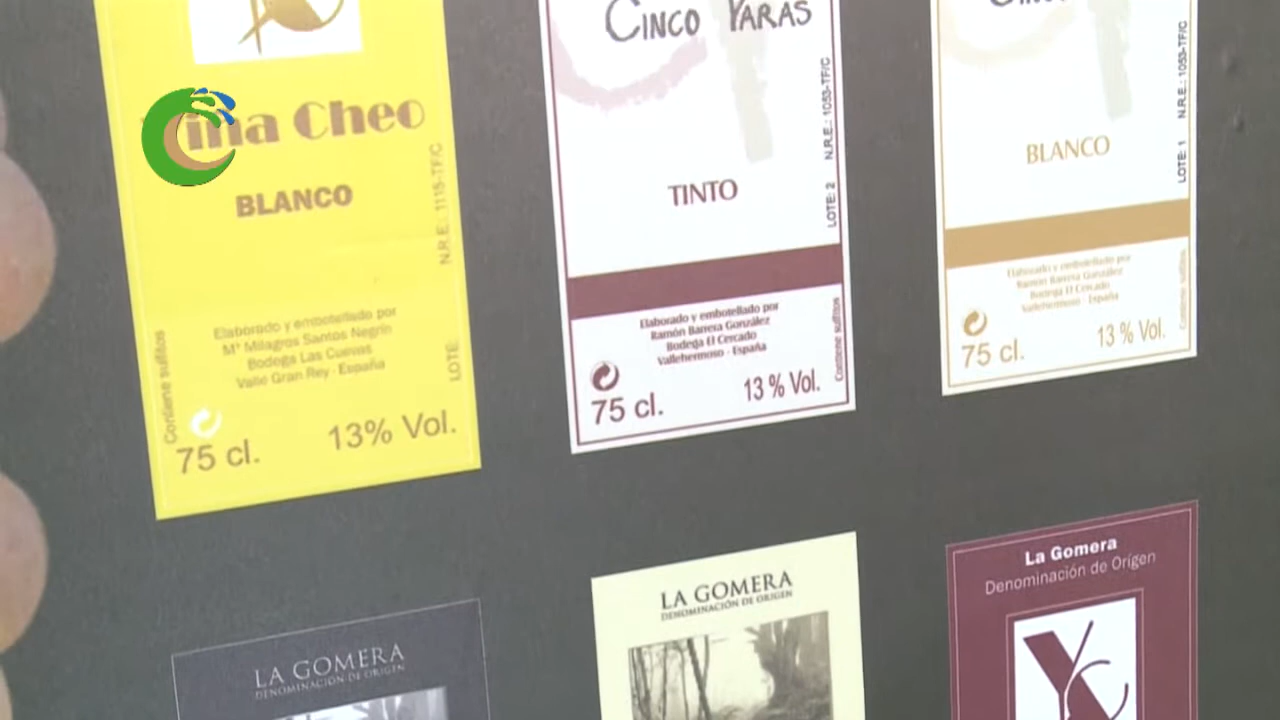 Cheo
BLANCO
N.R.E.: 1115-TF/C
LOTE:
Contiene sulfitos
Elaborado y embotellado por
Mª Milagros Santos Negrín
Bodega Las Cuevas
Valle Gran Rey · España
75 cl.
13% Vol.
CINCO YARAS
TINTO
LOTE: 2
N.R.E.: 1053-TF/C
Elaborado y embotellado por
Ramón Barrera González
Bodega El Cercado
Vallehermoso · España
Contiene sulfitos
75 cl.
13 % Vol.
BLANCO
LOTE: 1
N.R.E.: 1053-TF/C
Elaborado y embotellado por
Ramón Barrera González
Bodega El Cercado
Vallehermoso · España
Contiene sulfitos
75 cl.
13 % Vol.
LA GOMERA
DENOMINACIÓN DE ORIGEN
LA GOMERA
DENOMINACIÓN DE ORIGEN
La Gomera
Denominación de Orígen